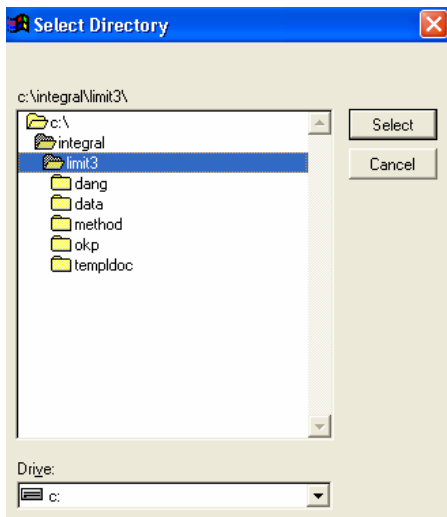 Select Directory
c:\integral\limit3\
c:\
integral
limit3
dang
data
method
okp
templdoc
Select
Cancel
Drive:
c: